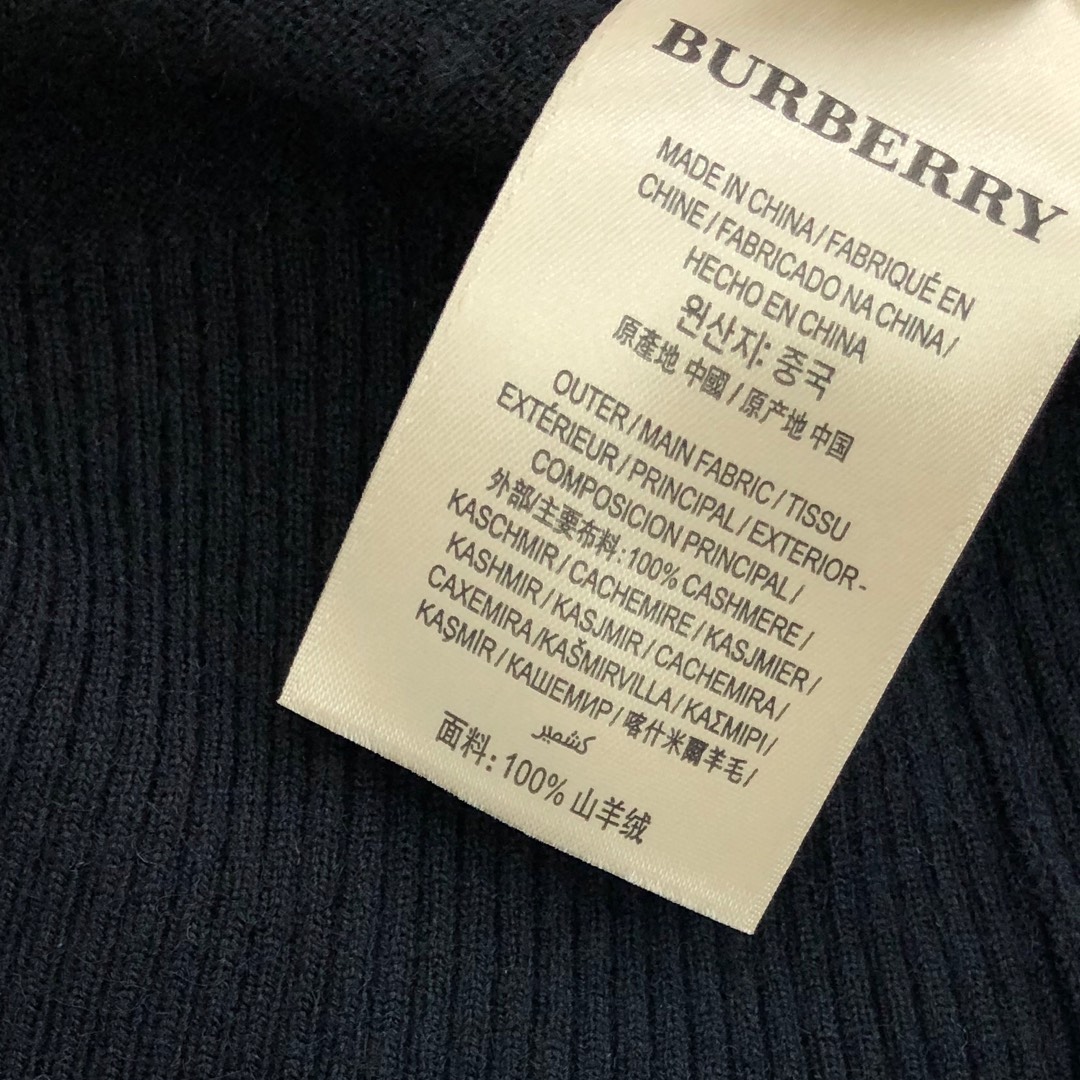 BURBERRY
MADE IN CHINA / FABRIQUÉ EN
CHINE / FABRICADO NA CHINA /
HECHO EN CHINA
원산지: 중국
原產地 中國 / 原产地 中国
OUTER / MAIN FABRIC / TISSU
EXTÉRIEUR / PRINCIPAL / EXTERIOR-
COMPOSICION PRINCIPAL /
外部/主要布料: 100% CASHMERE /
KASCHMIR / CACHEMIRE / KASJMIER /
KASHMIR / KASJMIR / CACHEMIRA /
CAXEMIRA / KAŠMIRVILLA / ΚΑΣΜΙΡΙ /
KAŞMİR / КАШЕМИР / 喀什米爾羊毛 /
كشمير
面料: 100% 山羊绒